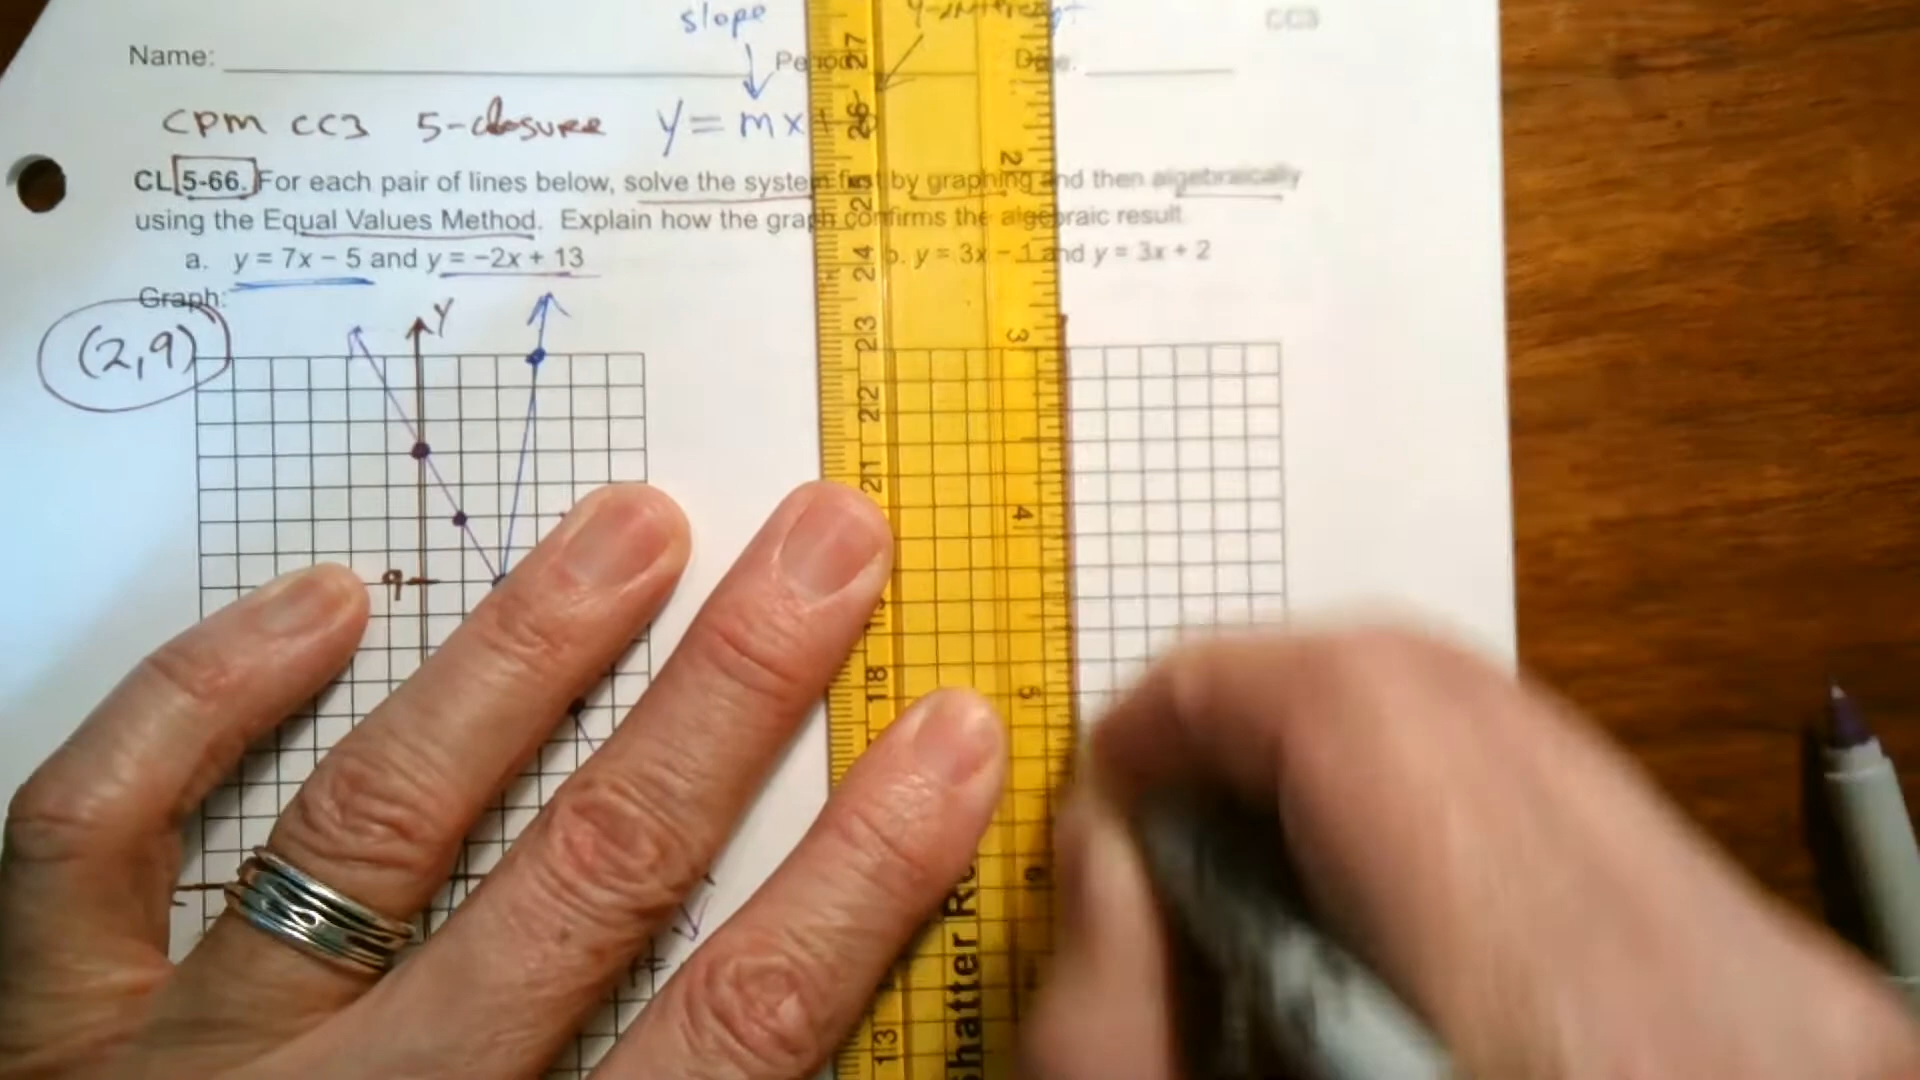 slope y-intercept
CC3
Name: Period Date:
CPM CC3 5-closure y = mx +
CL 5-66. For each pair of lines below, solve the system first by graphing and then algebraically
using the Equal Values Method. Explain how the graph confirms the algebraic result.
a. y = 7x − 5 and y = −2x + 13 b. y = 3x − 1 and y = 3x + 2
Graph:
(2,9)
y
9
27
26
25
24
23
22
21
18
13
2
3
4
5
6
hatter R